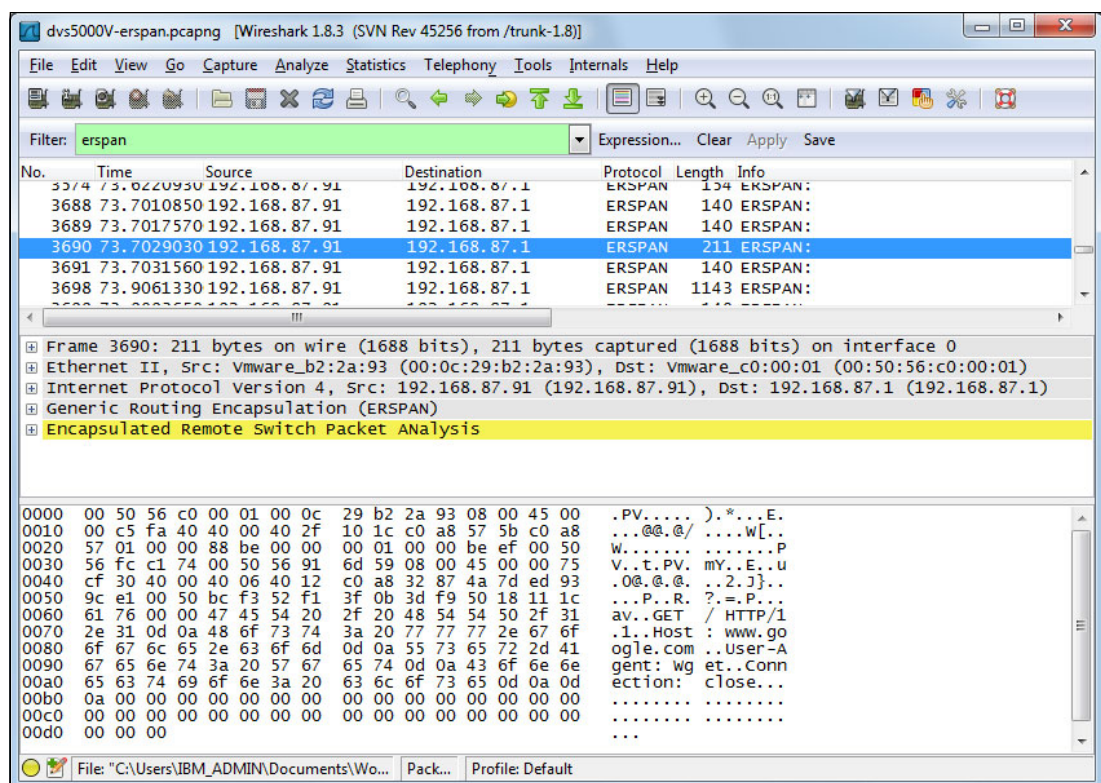 dvs5000V-erspan.pcapng [Wireshark 1.8.3 (SVN Rev 45256 from /trunk-1.8)]
File Edit View Go Capture Analyze Statistics Telephony Tools Internals Help
Filter: erspan Expression... Clear Apply Save
No. Time Source Destination Protocol Length Info
3574 73.6220930 192.168.87.91 192.168.87.1 ERSPAN 154 ERSPAN:
3688 73.7010850 192.168.87.91 192.168.87.1 ERSPAN 140 ERSPAN:
3689 73.7017570 192.168.87.91 192.168.87.1 ERSPAN 140 ERSPAN:
3690 73.7029030 192.168.87.91 192.168.87.1 ERSPAN 211 ERSPAN:
3691 73.7031560 192.168.87.91 192.168.87.1 ERSPAN 140 ERSPAN:
3698 73.9061330 192.168.87.91 192.168.87.1 ERSPAN 1143 ERSPAN:
Frame 3690: 211 bytes on wire (1688 bits), 211 bytes captured (1688 bits) on interface 0
Ethernet II, Src: Vmware_b2:2a:93 (00:0c:29:b2:2a:93), Dst: Vmware_c0:00:01 (00:50:56:c0:00:01)
Internet Protocol Version 4, Src: 192.168.87.91 (192.168.87.91), Dst: 192.168.87.1 (192.168.87.1)
Generic Routing Encapsulation (ERSPAN)
Encapsulated Remote Switch Packet ANalysis
0000 00 50 56 c0 00 01 00 0c 29 b2 2a 93 08 00 45 00 .PV..... ).*...E.
0010 00 c5 fa 40 40 00 40 2f 10 1c c0 a8 57 5b c0 a8 ...@@.@/ ....W[..
0020 57 01 00 00 88 be 00 00 00 01 00 00 be ef 00 50 W....... .......P
0030 56 fc c1 74 00 50 56 91 6d 59 08 00 45 00 00 75 V..t.PV. mY..E..u
0040 cf 30 40 00 40 06 40 12 c0 a8 32 87 4a 7d ed 93 .0@.@.@. ..2.J}..
0050 9c e1 00 50 bc f3 52 f1 3f 0b 3d f9 50 18 11 1c ...P..R. ?.=.P...
0060 61 76 00 00 47 45 54 20 2f 20 48 54 54 50 2f 31 av..GET / HTTP/1
0070 2e 31 0d 0a 48 6f 73 74 3a 20 77 77 77 2e 67 6f .1..Host : www.go
0080 6f 67 6c 65 2e 63 6f 6d 0d 0a 55 73 65 72 2d 41 ogle.com ..User-A
0090 67 65 6e 74 3a 20 57 67 65 74 0d 0a 43 6f 6e 6e gent: Wg et..Conn
00a0 65 63 74 69 6f 6e 3a 20 63 6c 6f 73 65 0d 0a 0d ection: close...
00b0 0a 00 00 00 00 00 00 00 00 00 00 00 00 00 00 00 ........ ........
00c0 00 00 00 00 00 00 00 00 00 00 00 00 00 00 00 00 ........ ........
00d0 00 00 00 ...
File: "C:\Users\IBM_ADMIN\Documents\Wo... Pack... Profile: Default